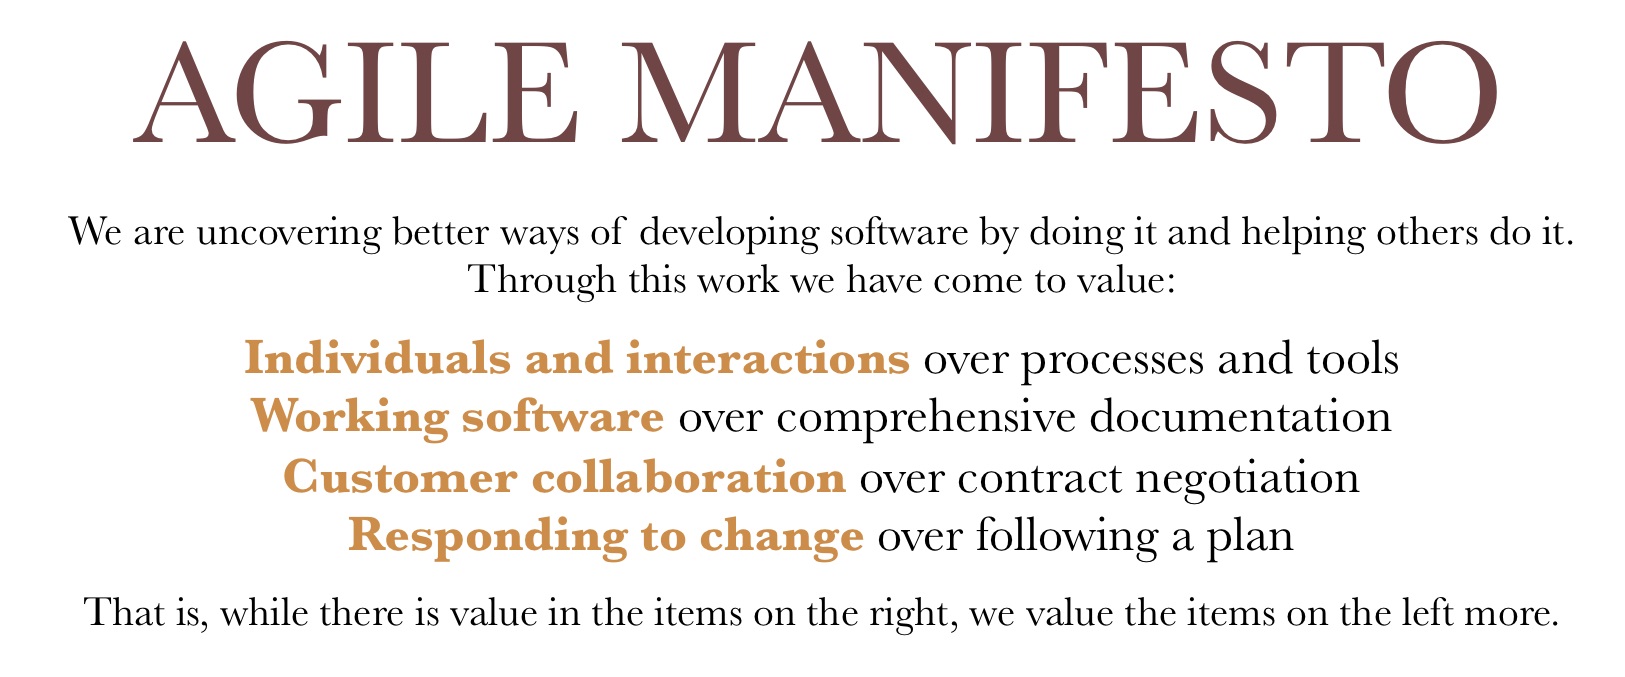 AGILE MANIFESTO
We are uncovering better ways of developing software by doing it and helping others do it.
Through this work we have come to value:
Individuals and interactions over processes and tools
Working software over comprehensive documentation
Customer collaboration over contract negotiation
Responding to change over following a plan
That is, while there is value in the items on the right, we value the items on the left more.